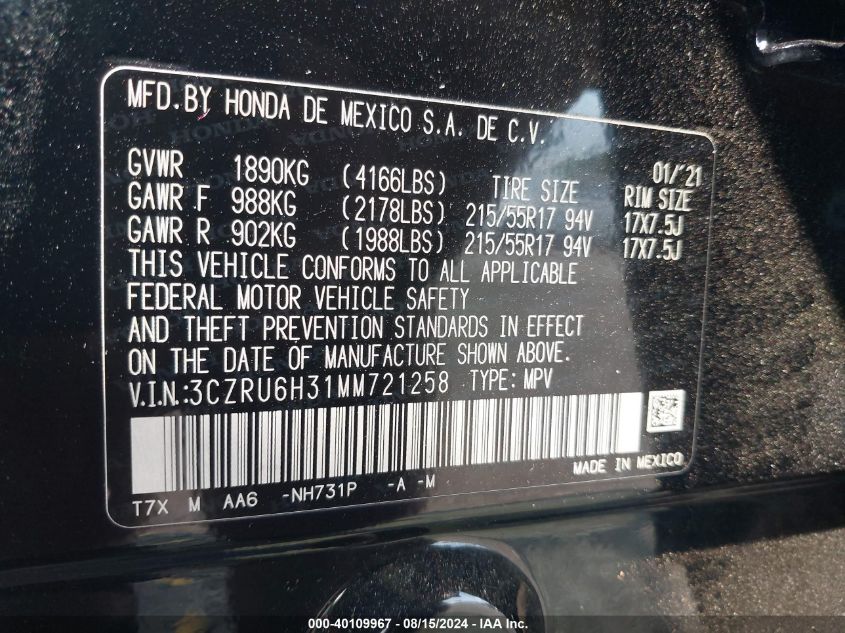 MFD.BY HONDA DE MEXICO S.A. DE C.V.
01/'21
GVWR 1890KG (4166LBS) TIRE SIZE RIM SIZE
GAWR F 988KG (2178LBS) 215/55R17 94V 17X7.5J
GAWR R 902KG (1988LBS) 215/55R17 94V 17X7.5J
THIS VEHICLE CONFORMS TO ALL APPLICABLE
FEDERAL MOTOR VEHICLE SAFETY
AND THEFT PREVENTION STANDARDS IN EFFECT
ON THE DATE OF MANUFACTURE SHOWN ABOVE.
V.I.N:3CZRU6H31MM721258 TYPE: MPV
MADE IN MEXICO
T7X M AA6 -NH731P -A -M
000-40109967 - 08/15/2024 - IAA Inc.